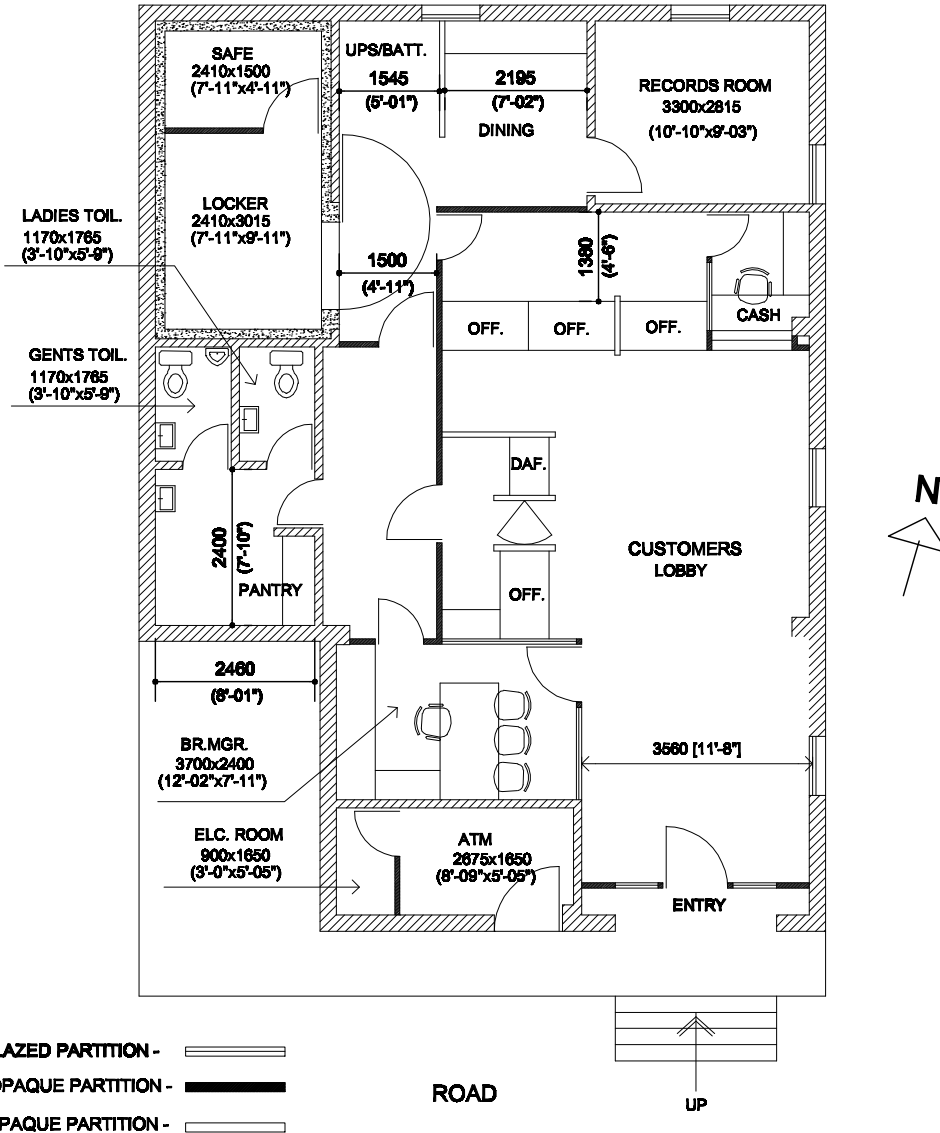 SAFE
2410x1500
(7'-11"x4'-11")
UPS/BATT.
1545
(5'-01")
2195
(7'-02")
DINING
RECORDS ROOM
3300x2815
(10'-10"x9'-03")
LADIES TOIL.
1170x1765
(3'-10"x5'-9")
LOCKER
2410x3015
(7'-11"x9'-11")
1500
(4'-11")
1380
(4'-6")
OFF.
OFF.
OFF.
CASH
GENTS TOIL.
1170x1765
(3'-10"x5'-9")
DAF.
N
2400
(7'-10")
PANTRY
CUSTOMERS
LOBBY
OFF.
2460
(8'-01")
BR.MGR.
3700x2400
(12'-02"x7'-11")
3560 [11'-8"]
ELC. ROOM
900x1650
(3'-0"x5'-05")
ATM
2675x1650
(8'-09"x5'-05")
ENTRY
LAZED PARTITION -
OPAQUE PARTITION -
PAQUE PARTITION -
ROAD
UP